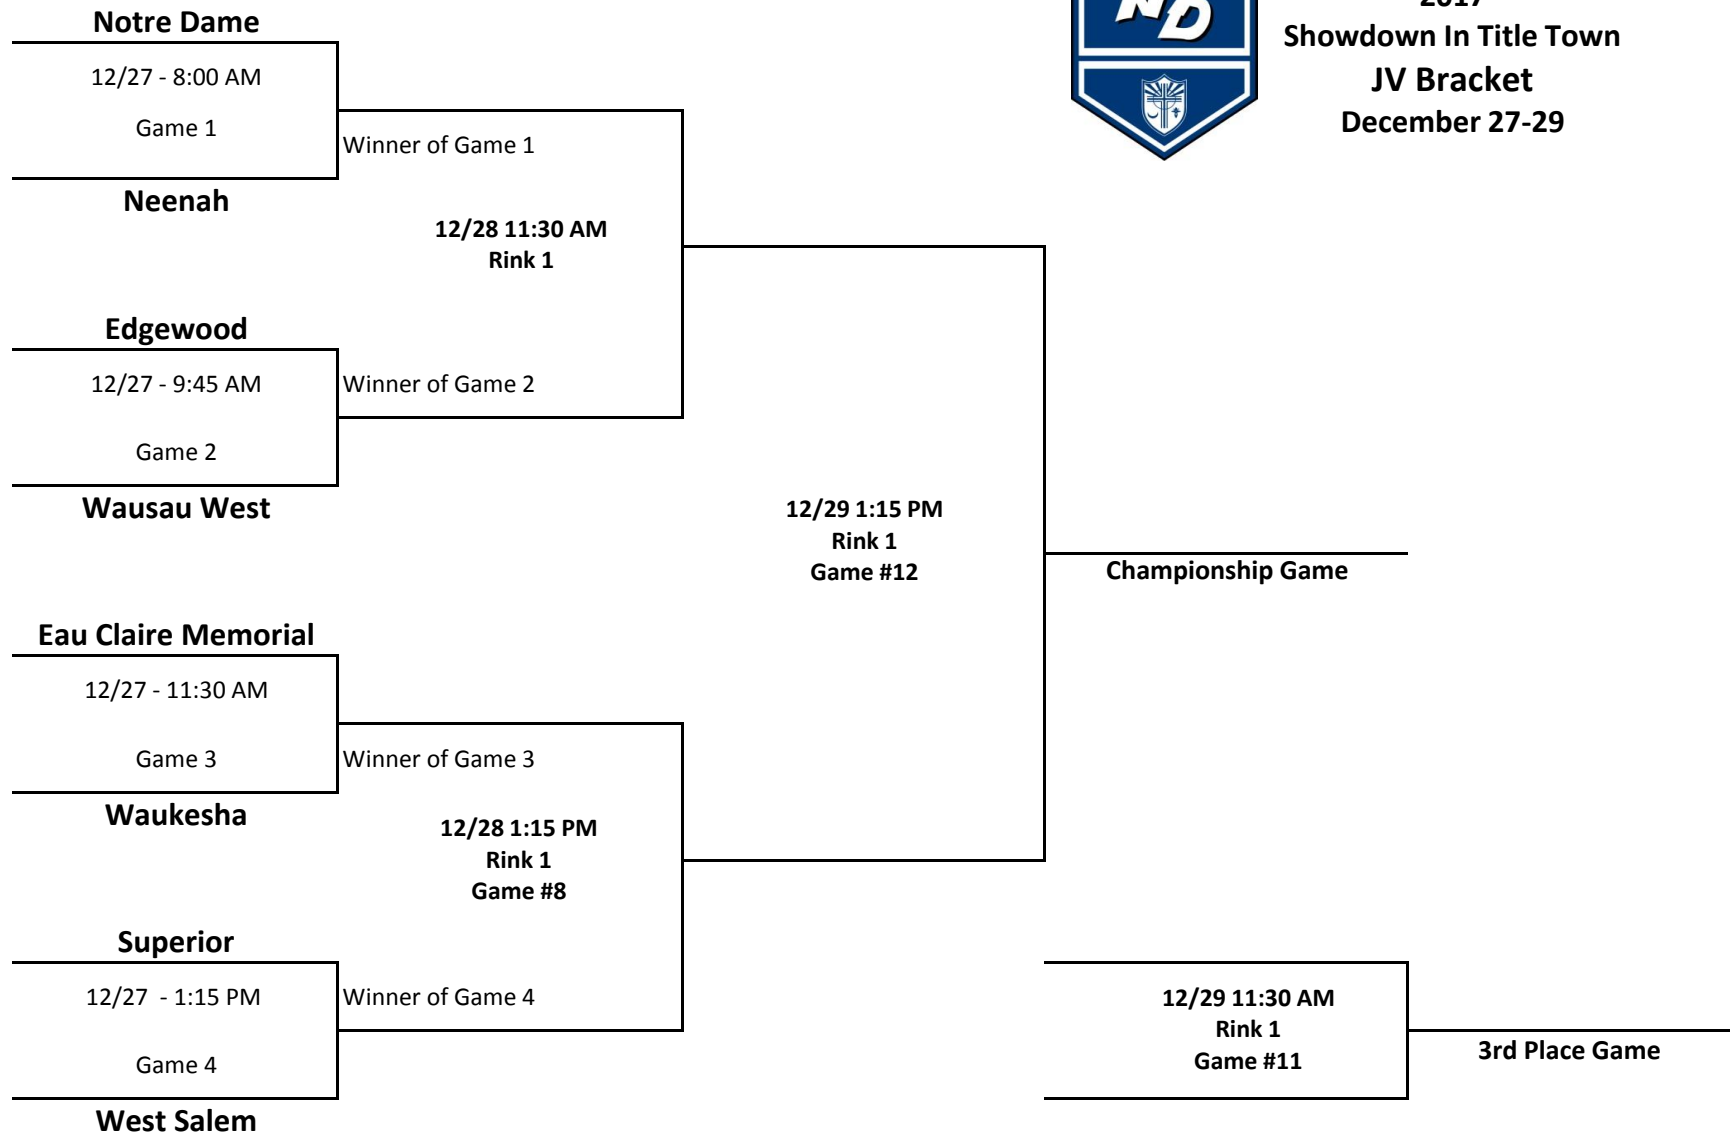 Notre Dame
12/27 - 8:00 AM
Game 1
Neenah
Winner of Game 1
12/28 11:30 AM
Rink 1
Edgewood
12/27 - 9:45 AM
Game 2
Wausau West
Winner of Game 2
Eau Claire Memorial
12/27 - 11:30 AM
Game 3
Waukesha
Winner of Game 3
12/28 1:15 PM
Rink 1
Game #8
Superior
12/27  - 1:15 PM
Game 4
West Salem
Winner of Game 4
12/29 1:15 PM
Rink 1
Game #12
Championship Game
ND
2017
Showdown In Title Town
JV Bracket
December 27-29
12/29 11:30 AM
Rink 1
Game #11
3rd Place Game